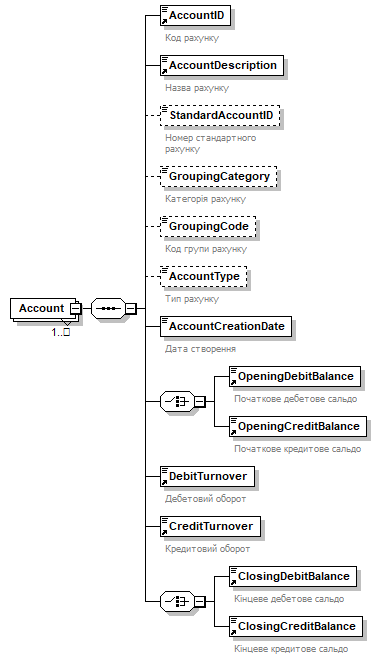 AccountID
Код рахунку
AccountDescription
Назва рахунку
StandardAccountID
Номер стандартного
рахунку
GroupingCategory
Категорія рахунку
GroupingCode
Код групи рахунку
AccountType
Тип рахунку
Account
1..□
AccountCreationDate
Дата створення
OpeningDebitBalance
Початкове дебетове сальдо
OpeningCreditBalance
Початкове кредитове сальдо
DebitTurnover
Дебетовий оборот
CreditTurnover
Кредитовий оборот
ClosingDebitBalance
Кінцеве дебетове сальдо
ClosingCreditBalance
Кінцеве кредитове сальдо